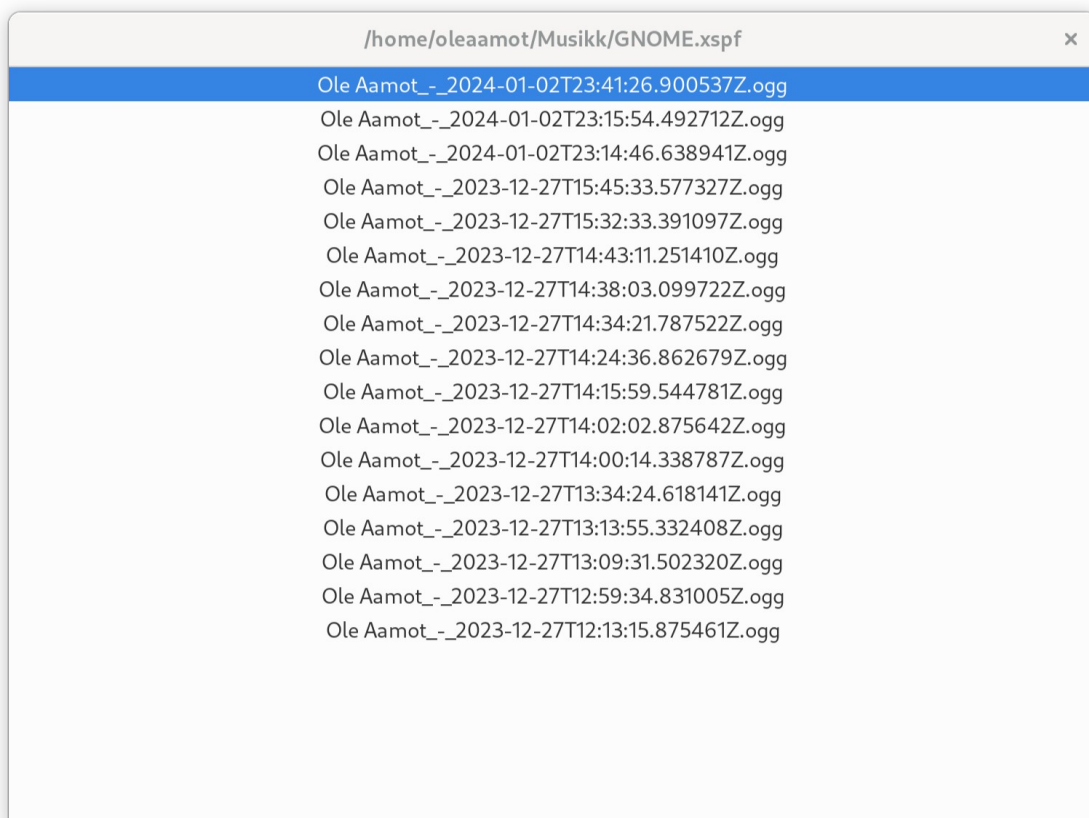 /home/oleaamot/Musikk/GNOME.xspf ×
Ole Aamot_-_2024-01-02T23:41:26.900537Z.ogg
Ole Aamot_-_2024-01-02T23:15:54.492712Z.ogg
Ole Aamot_-_2024-01-02T23:14:46.638941Z.ogg
Ole Aamot_-_2023-12-27T15:45:33.577327Z.ogg
Ole Aamot_-_2023-12-27T15:32:33.391097Z.ogg
Ole Aamot_-_2023-12-27T14:43:11.251410Z.ogg
Ole Aamot_-_2023-12-27T14:38:03.099722Z.ogg
Ole Aamot_-_2023-12-27T14:34:21.787522Z.ogg
Ole Aamot_-_2023-12-27T14:24:36.862679Z.ogg
Ole Aamot_-_2023-12-27T14:15:59.544781Z.ogg
Ole Aamot_-_2023-12-27T14:02:02.875642Z.ogg
Ole Aamot_-_2023-12-27T14:00:14.338787Z.ogg
Ole Aamot_-_2023-12-27T13:34:24.618141Z.ogg
Ole Aamot_-_2023-12-27T13:13:55.332408Z.ogg
Ole Aamot_-_2023-12-27T13:09:31.502320Z.ogg
Ole Aamot_-_2023-12-27T12:59:34.831005Z.ogg
Ole Aamot_-_2023-12-27T12:13:15.875461Z.ogg